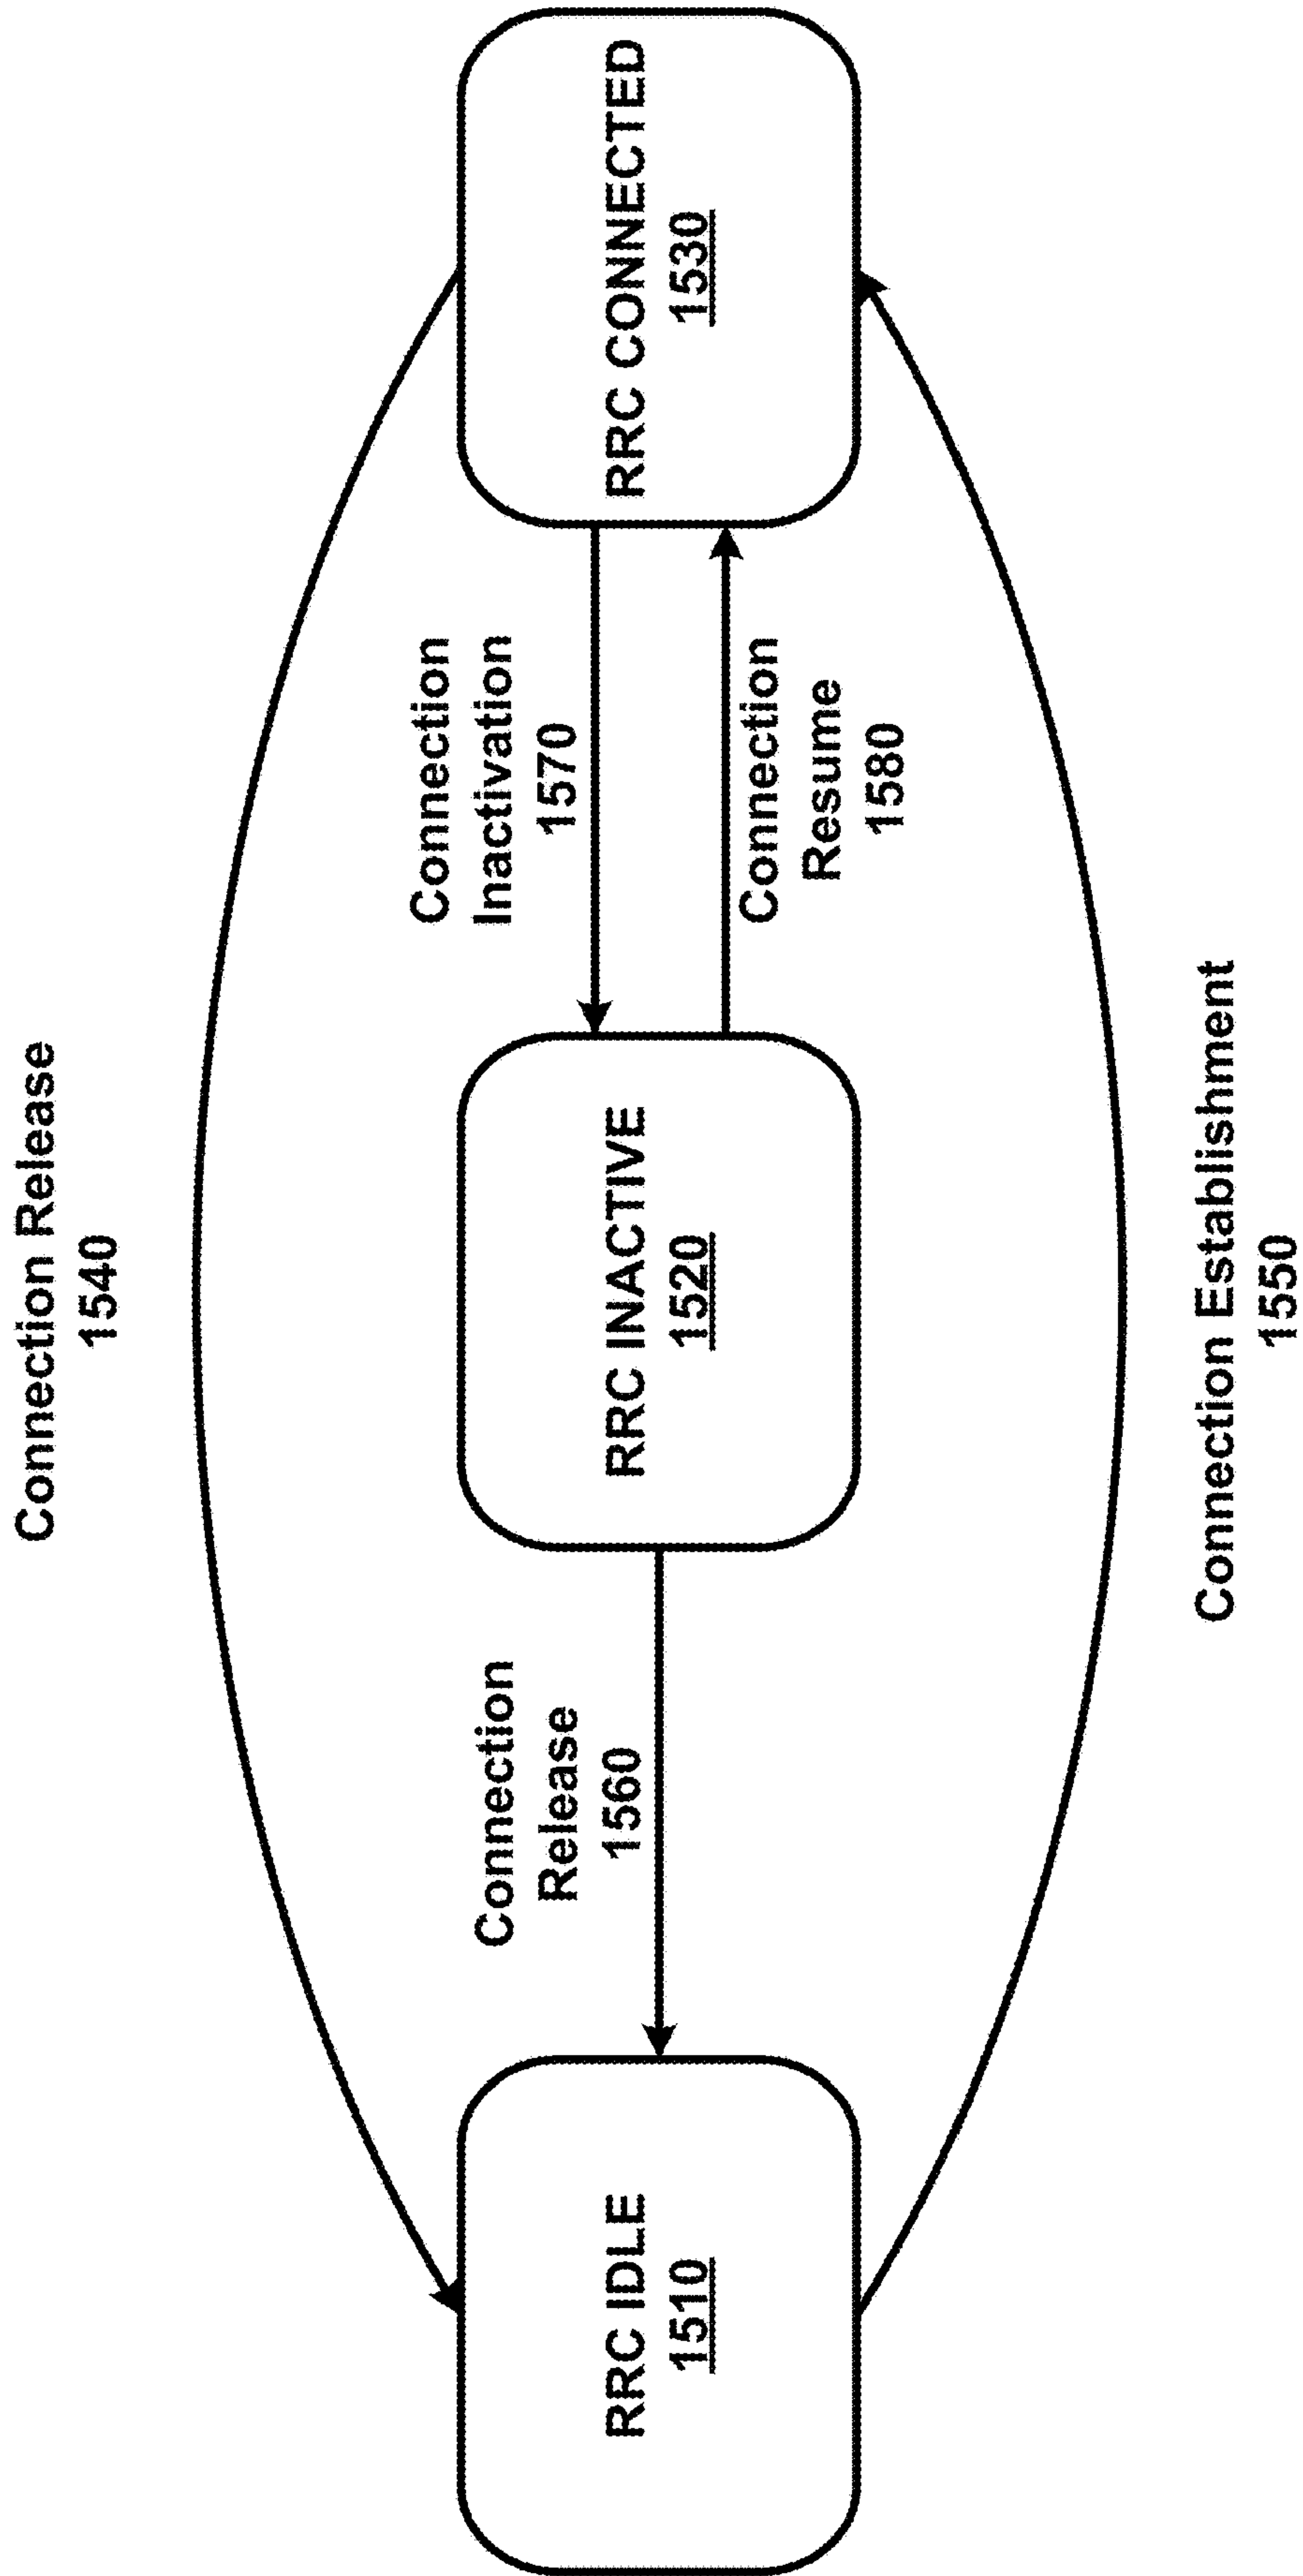 Connection Release
1540
RRC IDLE
1510
Connection
Release
1560
RRC INACTIVE
1520
Connection
Inactivation
1570
Connection
Resume
1580
RRC CONNECTED
1530
Connection Establishment
1550